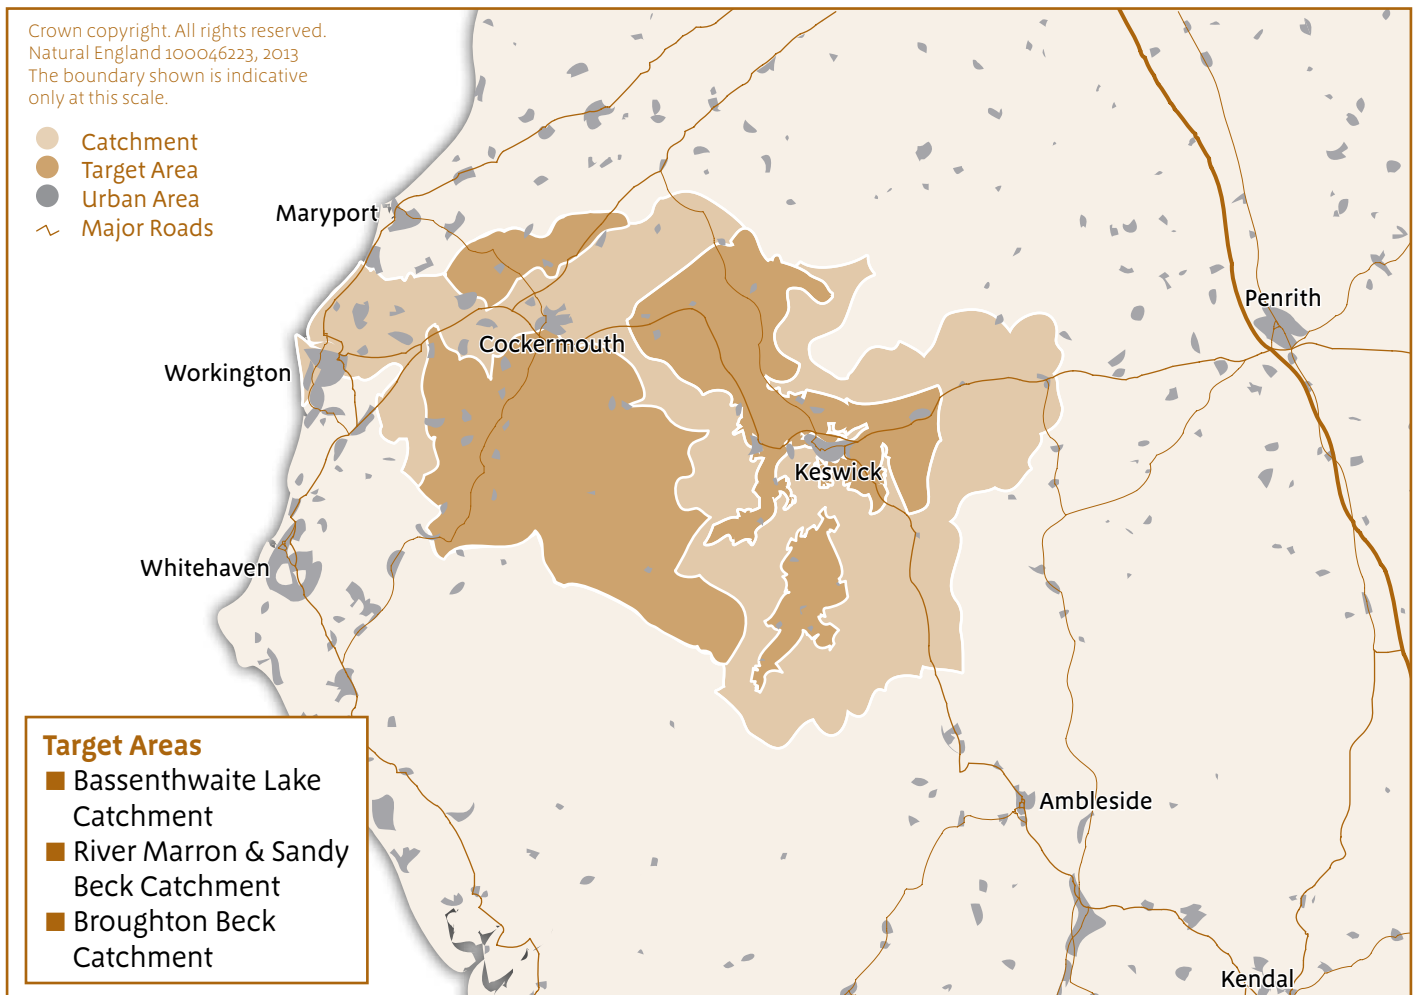 Crown copyright. All rights reserved.
Natural England 100046223, 2013
The boundary shown is indicative
only at this scale.
Catchment
Target Area
Urban Area
Major Roads
Maryport
Penrith
Cockermouth
Workington
Keswick
Whitehaven
Ambleside
Kendal
Target Areas
Bassenthwaite Lake
Catchment
River Marron & Sandy
Beck Catchment
Broughton Beck
Catchment